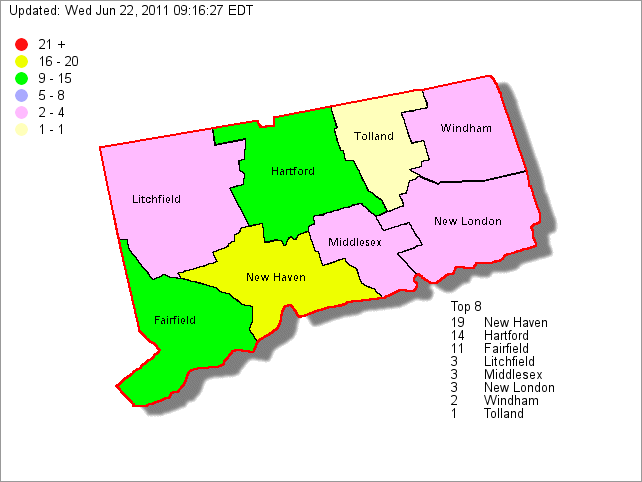 Updated: Wed Jun 22, 2011 09:16:27 EDT
21 +
16 - 20
9 - 15
5 - 8
2 - 4
1 - 1
Windham
Tolland
Hartford
Litchfield
New London
Middlesex
New Haven
Fairfield
Top 8
19 New Haven
14 Hartford
11 Fairfield
3 Litchfield
3 Middlesex
3 New London
2 Windham
1 Tolland